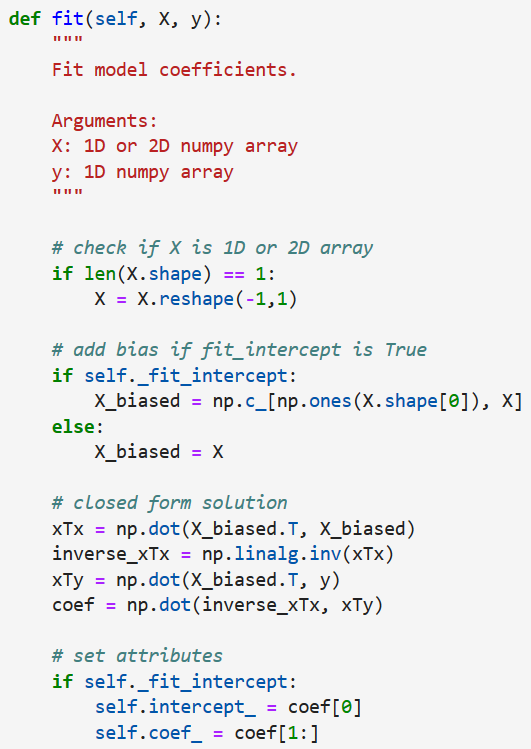 def fit(self, X, y):
    """
    Fit model coefficients.

    Arguments:
    X: 1D or 2D numpy array
    y: 1D numpy array
    """

    # check if X is 1D or 2D array
    if len(X.shape) == 1:
        X = X.reshape(-1,1)

    # add bias if fit_intercept is True
    if self._fit_intercept:
        X_biased = np.c_[np.ones(X.shape[0]), X]
    else:
        X_biased = X

    # closed form solution
    xTx = np.dot(X_biased.T, X_biased)
    inverse_xTx = np.linalg.inv(xTx)
    xTy = np.dot(X_biased.T, y)
    coef = np.dot(inverse_xTx, xTy)

    # set attributes
    if self._fit_intercept:
        self.intercept_ = coef[0]
        self.coef_ = coef[1:]